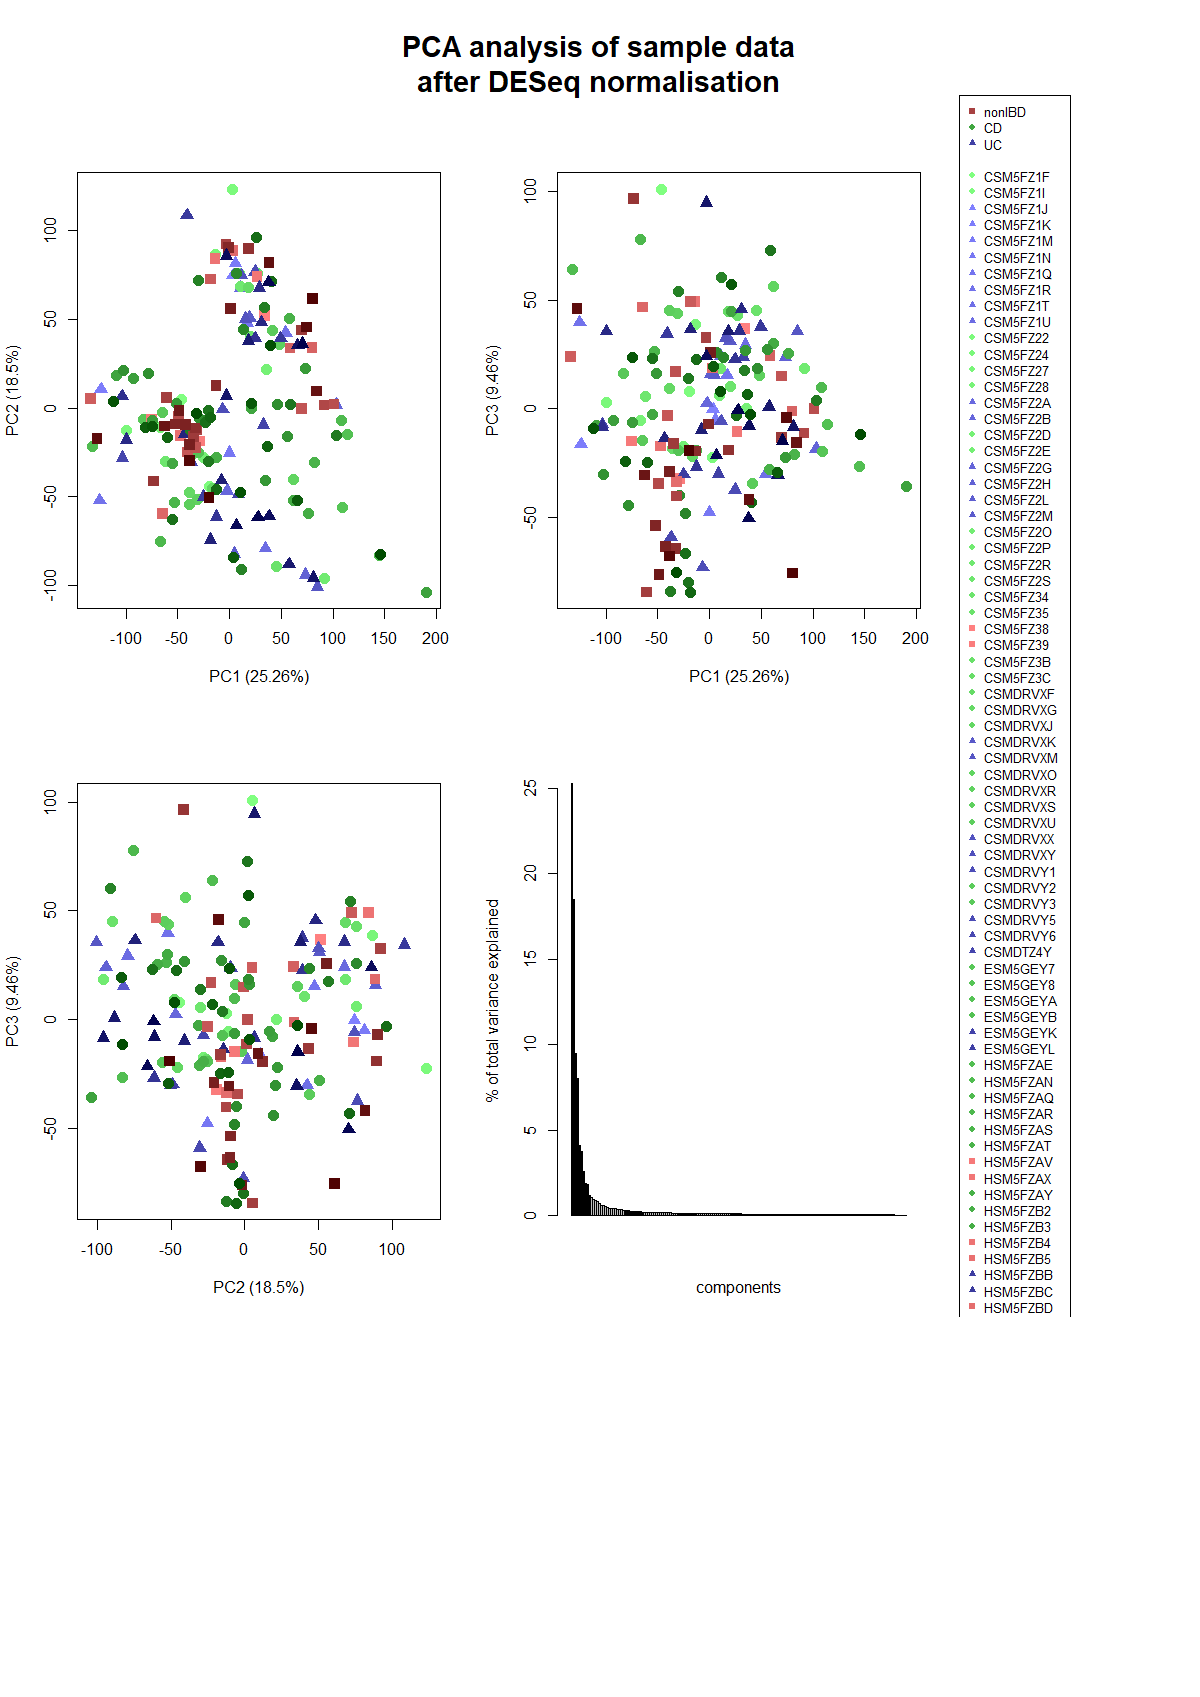 PCA analysis of sample data
after DESeq normalisation
100
50
0
-50
-100
PC2 (18.5%)
-100
-50
0
50
100
150
200
PC1 (25.26%)
100
50
0
-50
PC3 (9.46%)
-100
-50
0
50
100
150
200
PC1 (25.26%)
100
50
0
-50
PC3 (9.46%)
-100
-50
0
50
100
PC2 (18.5%)
25
20
15
10
5
0
% of total variance explained
components
nonIBD
CD
UC
CSM5FZ1F
CSM5FZ1I
CSM5FZ1J
CSM5FZ1K
CSM5FZ1M
CSM5FZ1N
CSM5FZ1Q
CSM5FZ1R
CSM5FZ1T
CSM5FZ1U
CSM5FZ22
CSM5FZ24
CSM5FZ27
CSM5FZ28
CSM5FZ2A
CSM5FZ2B
CSM5FZ2D
CSM5FZ2E
CSM5FZ2G
CSM5FZ2H
CSM5FZ2L
CSM5FZ2M
CSM5FZ2O
CSM5FZ2P
CSM5FZ2R
CSM5FZ2S
CSM5FZ34
CSM5FZ35
CSM5FZ38
CSM5FZ39
CSM5FZ3B
CSM5FZ3C
CSMDRVXF
CSMDRVXG
CSMDRVXJ
CSMDRVXK
CSMDRVXM
CSMDRVXO
CSMDRVXR
CSMDRVXS
CSMDRVXU
CSMDRVXX
CSMDRVXY
CSMDRVY1
CSMDRVY2
CSMDRVY3
CSMDRVY5
CSMDRVY6
CSMDTZ4Y
ESM5GEY7
ESM5GEY8
ESM5GEYA
ESM5GEYB
ESM5GEYK
ESM5GEYL
HSM5FZAE
HSM5FZAN
HSM5FZAQ
HSM5FZAR
HSM5FZAS
HSM5FZAT
HSM5FZAV
HSM5FZAX
HSM5FZAY
HSM5FZB2
HSM5FZB3
HSM5FZB4
HSM5FZB5
HSM5FZBB
HSM5FZBC
HSM5FZBD